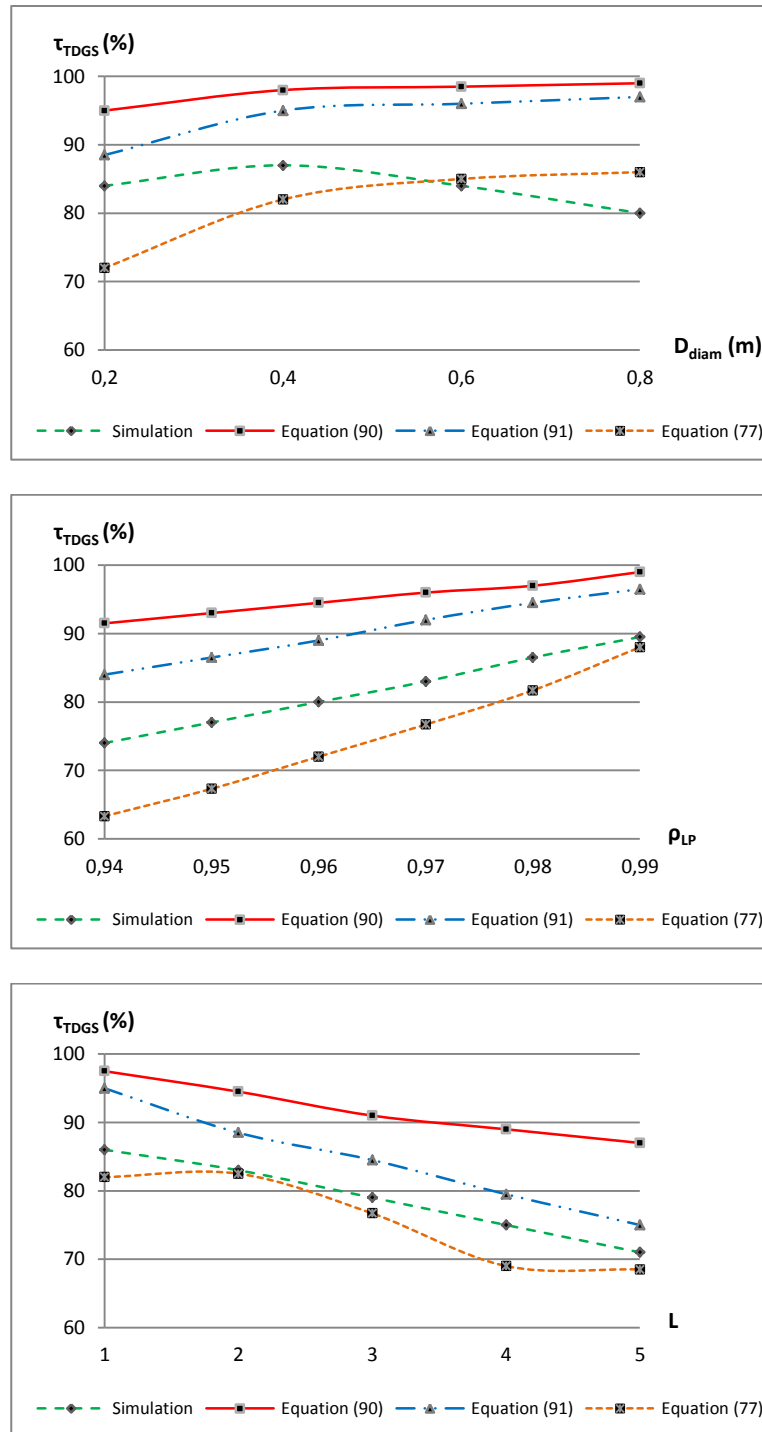 τTDGS (%)
100
90
80
70
60
Ddiam (m)
0,2 0,4 0,6 0,8
Simulation Equation (90) Equation (91) Equation (77)
τTDGS (%)
100
90
80
70
60
ρLP
0,94 0,95 0,96 0,97 0,98 0,99
Simulation Equation (90) Equation (91) Equation (77)
τTDGS (%)
100
90
80
70
60
L
1 2 3 4 5
Simulation Equation (90) Equation (91) Equation (77)